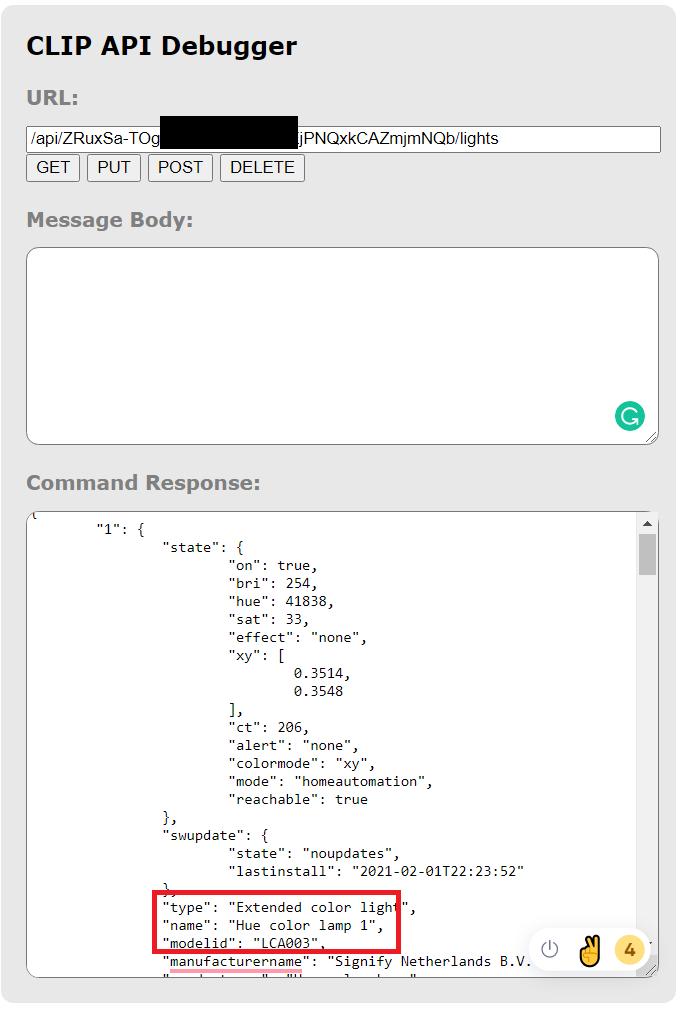 CLIP API Debugger
URL:
/api/ZRuxSa-TOg jPNQxkCAZmjmNQb/lights
GET PUT POST DELETE
Message Body:
Command Response:
{
"1": {
"state": {
"on": true,
"bri": 254,
"hue": 41838,
"sat": 33,
"effect": "none",
"xy": [
0.3514,
0.3548
],
"ct": 206,
"alert": "none",
"colormode": "xy",
"mode": "homeautomation",
"reachable": true
},
"swupdate": {
"state": "noupdates",
"lastinstall": "2021-02-01T22:23:52"
},
"type": "Extended color light",
"name": "Hue color lamp 1",
"modelid": "LCA003",
"manufacturername": "Signify Netherlands B.V.
4